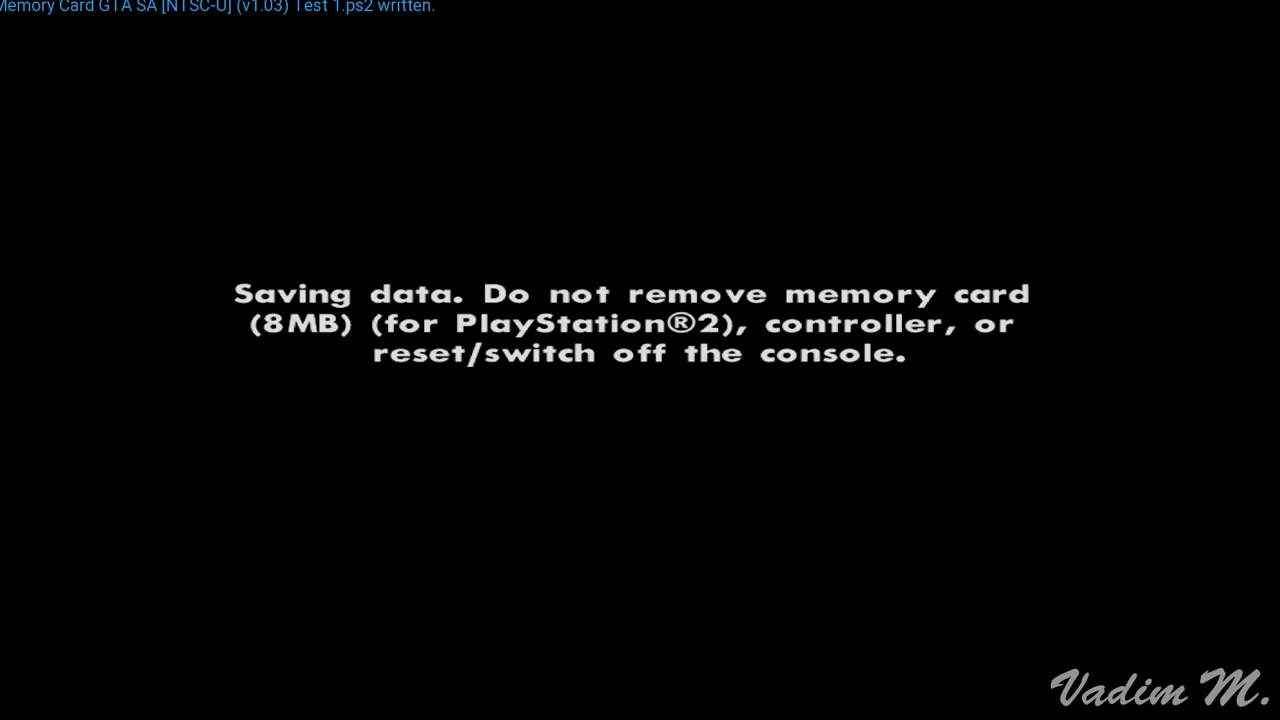 Memory Card GTA SA [NTSC-U] (v1.03) Test 1.ps2 written.
Saving data. Do not remove memory card
(8MB) (for PlayStation®2), controller, or
reset/switch off the console.
Vadim M.